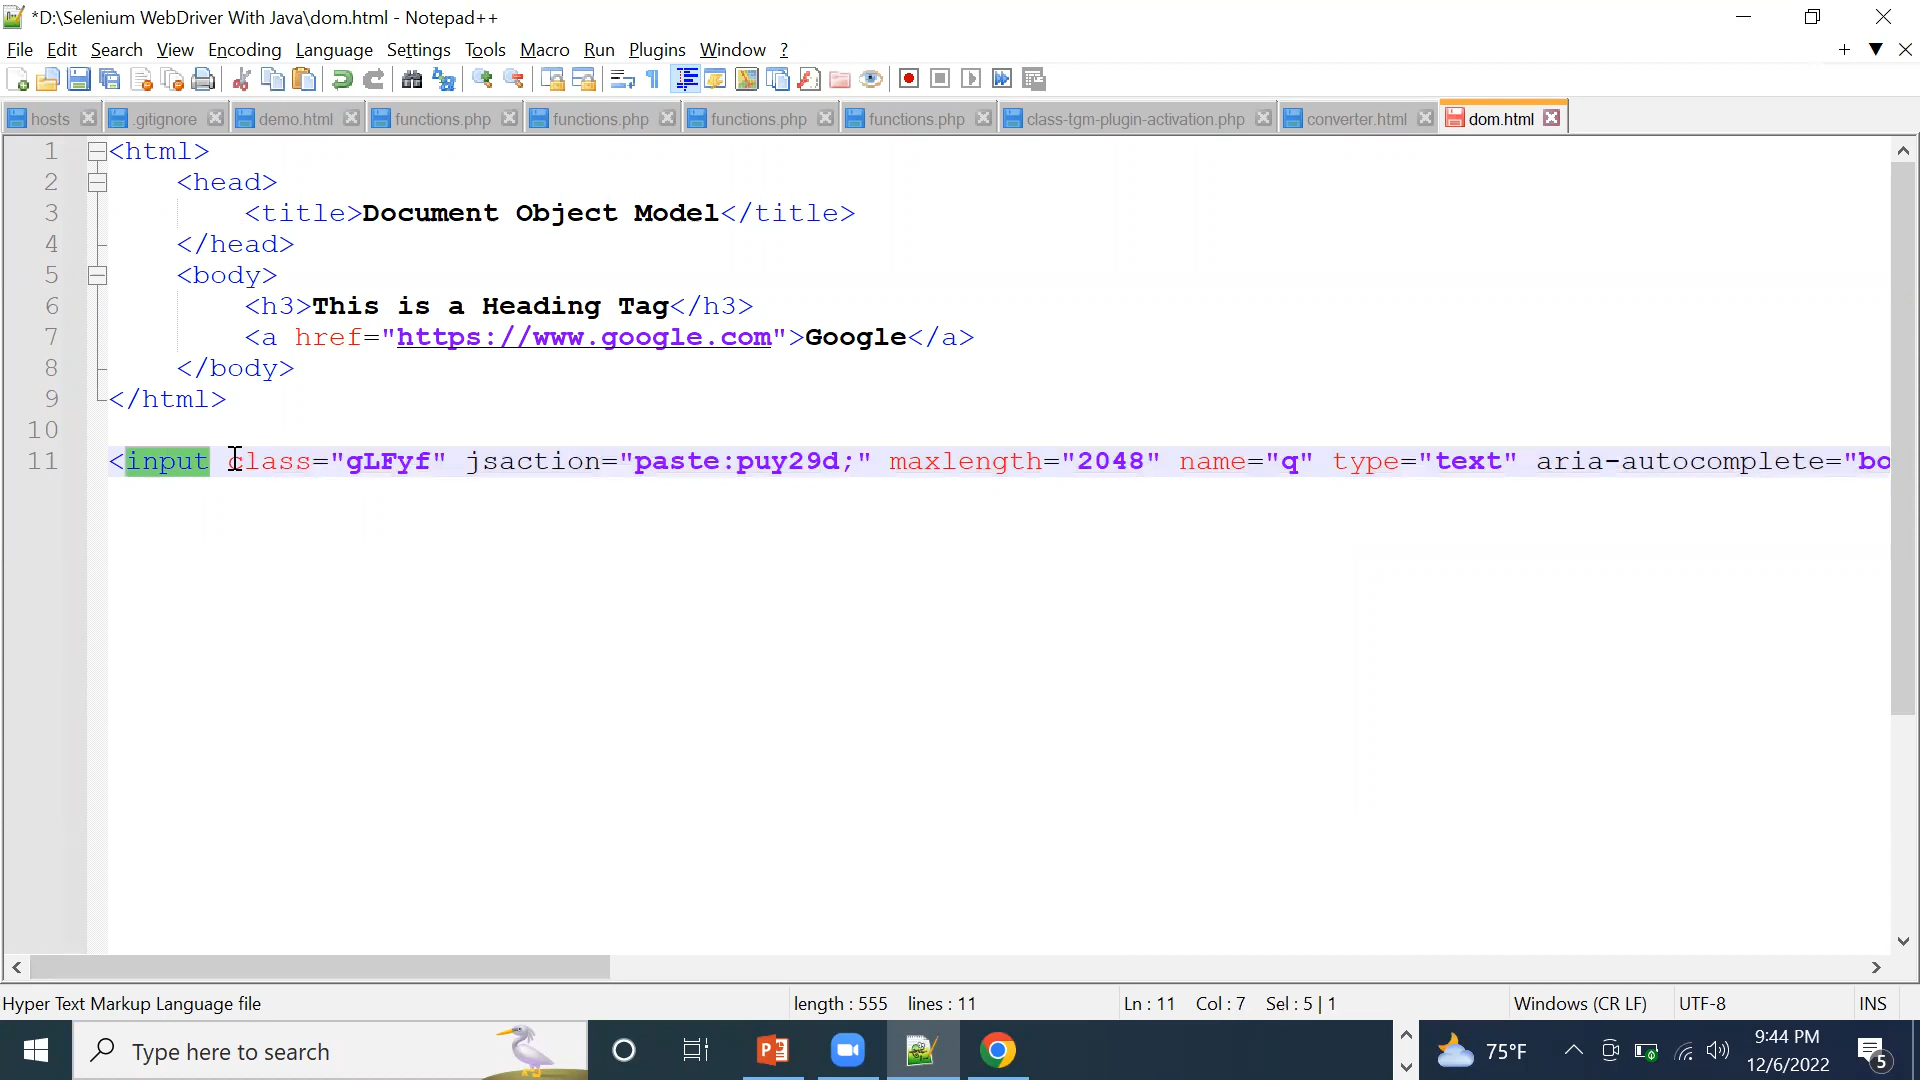 *D:\Selenium WebDriver With Java\dom.html - Notepad++
File Edit Search View Encoding Language Settings Tools Macro Run Plugins Window ?
hosts .gitignore demo.html functions.php functions.php functions.php functions.php class-tgm-plugin-activation.php converter.html dom.html
1 <html>
2 <head>
3 <title>Document Object Model</title>
4 </head>
5 <body>
6 <h3>This is a Heading Tag</h3>
7 <a href="https://www.google.com">Google</a>
8 </body>
9 </html>
10
11 <input class="gLFyf" jsaction="paste:puy29d;" maxlength="2048" name="q" type="text" aria-autocomplete="bo
Hyper Text Markup Language file length : 555 lines : 11 Ln : 11 Col : 7 Sel : 5 | 1 Windows (CR LF) UTF-8 INS
Type here to search 75°F 9:44 PM
12/6/2022 5